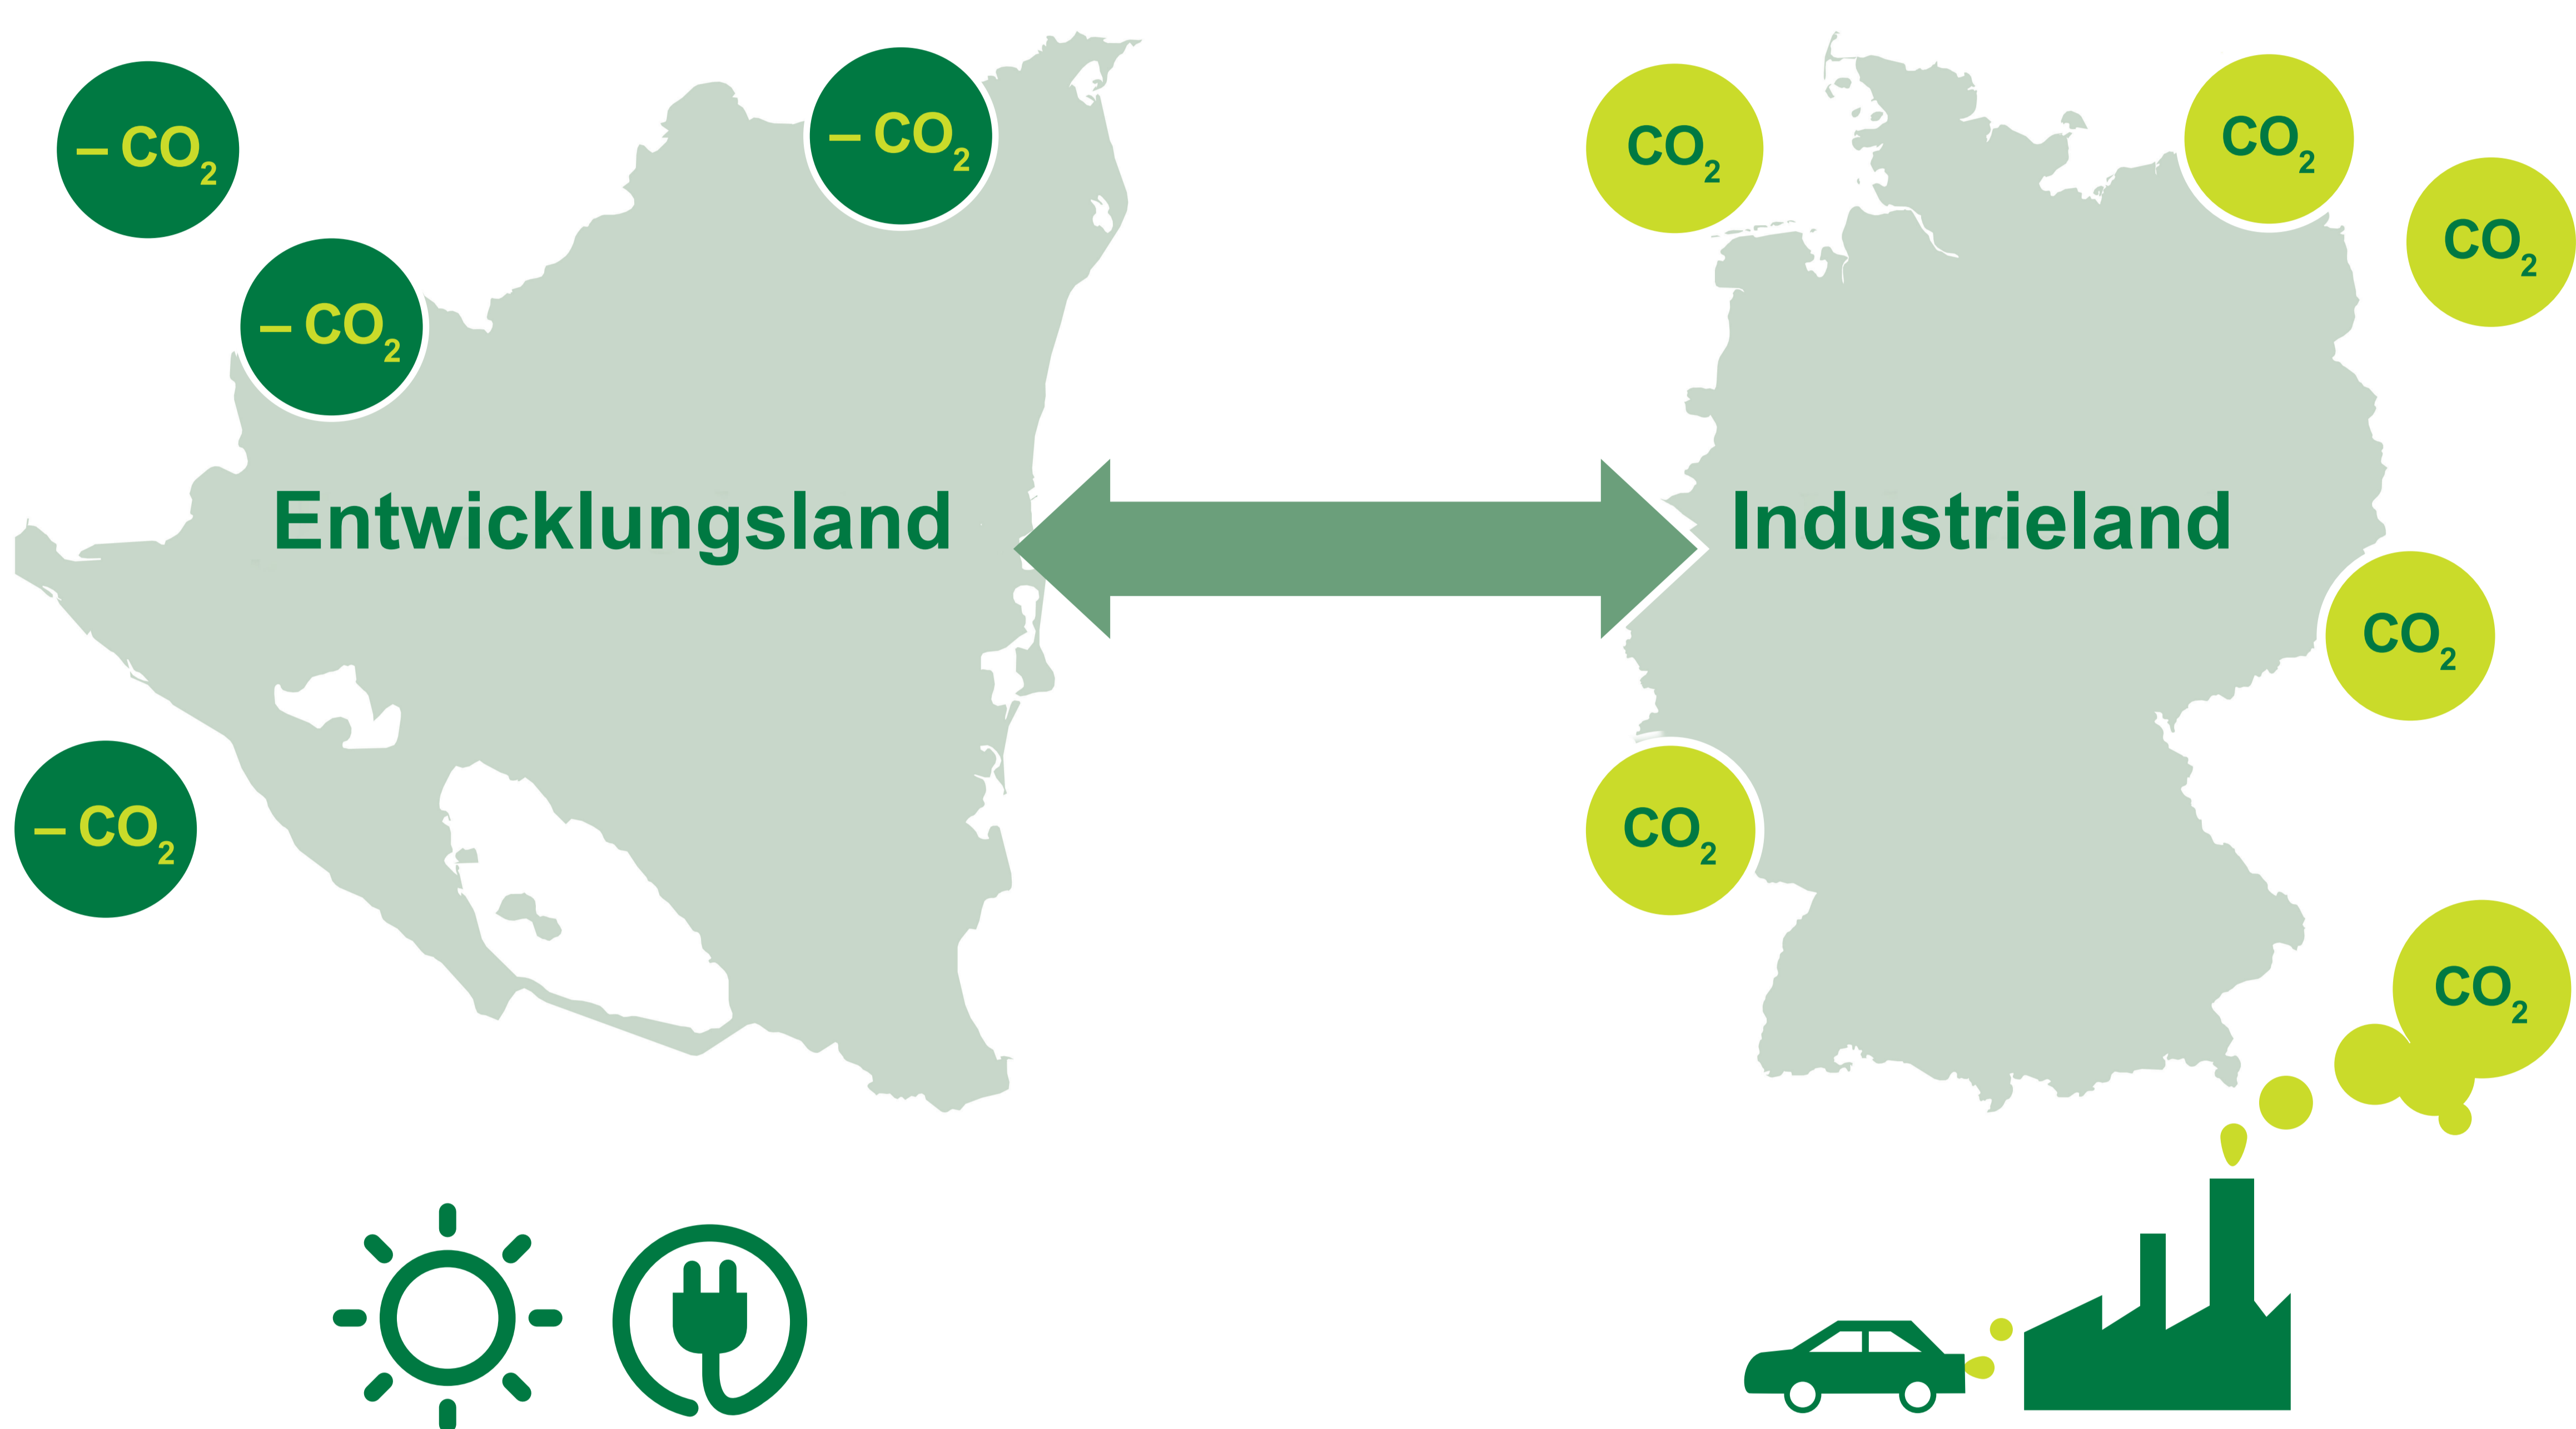 – CO₂
– CO₂
– CO₂
– CO₂
Entwicklungsland
CO₂
CO₂
CO₂
Industrieland
CO₂
CO₂
CO₂